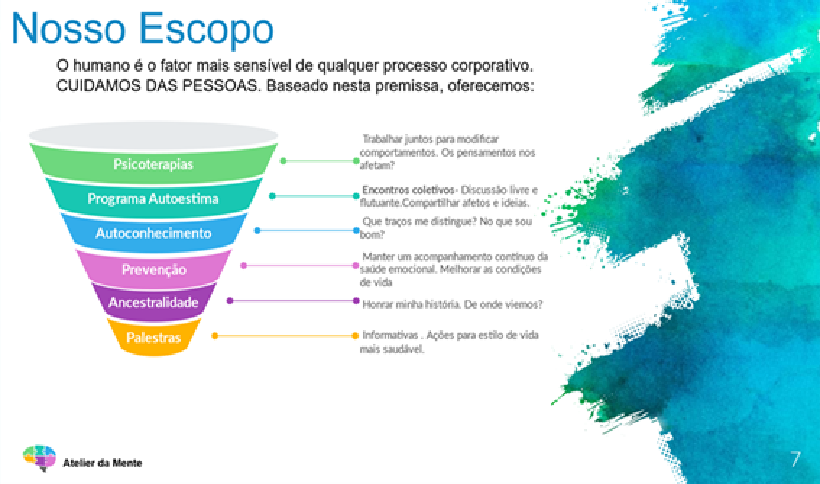 Nosso Escopo
O humano é o fator mais sensível de qualquer processo corporativo.
CUIDAMOS DAS PESSOAS. Baseado nesta premissa, oferecemos:
Psicoterapias
Trabalhar juntos para modificar
comportamentos. Os pensamentos nos
afetam?
Programa Autoestima
Encontros coletivos- Discussão livre e
flutuante.Compartilhar afetos e ideias.
Autoconhecimento
Que traços me distingue? No que sou
bom?
Prevenção
Manter um acompanhamento contínuo da
saúde emocional. Melhorar as condições
de vida
Ancestralidade
Honrar minha história. De onde viemos?
Palestras
Informativas . Ações para estilo de vida
mais saudável.
Atelier da Mente
7